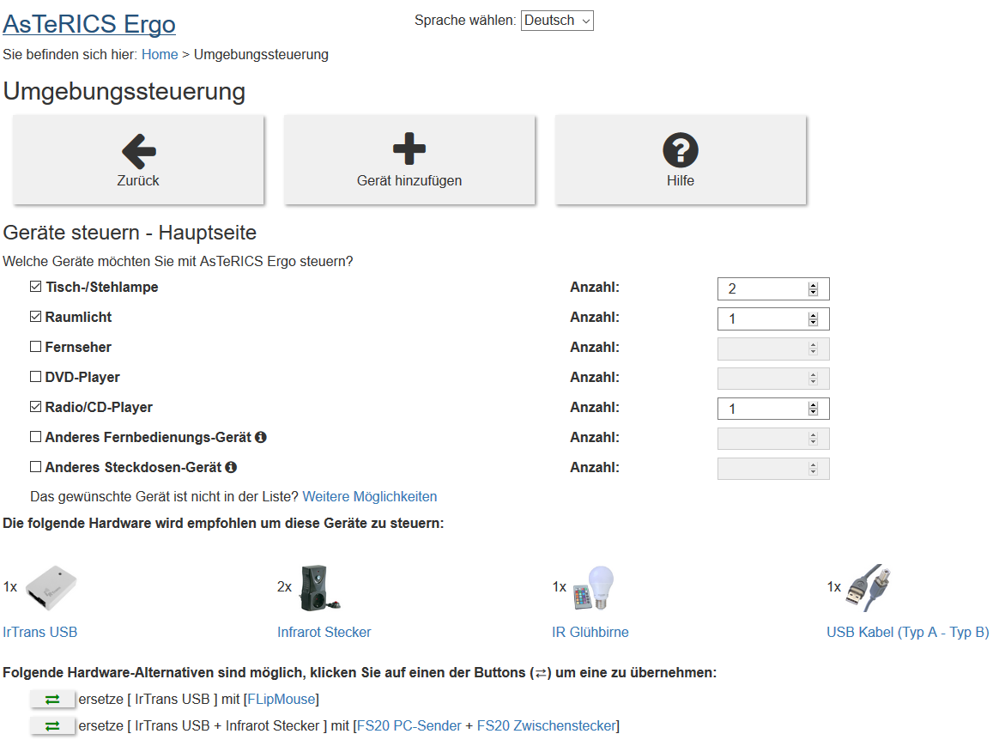 AsTeRICS Ergo Sprache wählen: Deutsch
Sie befinden sich hier: Home > Umgebungssteuerung
Umgebungssteuerung
Zurück Gerät hinzufügen Hilfe
Geräte steuern - Hauptseite
Welche Geräte möchten Sie mit AsTeRICS Ergo steuern?
Tisch-/Stehlampe Anzahl: 2
Raumlicht Anzahl: 1
Fernseher Anzahl:
DVD-Player Anzahl:
Radio/CD-Player Anzahl: 1
Anderes Fernbedienungs-Gerät Anzahl:
Anderes Steckdosen-Gerät Anzahl:
Das gewünschte Gerät ist nicht in der Liste? Weitere Möglichkeiten
Die folgende Hardware wird empfohlen um diese Geräte zu steuern:
1x 2x 1x 1x
IrTrans USB Infrarot Stecker IR Glühbirne USB Kabel (Typ A - Typ B)
Folgende Hardware-Alternativen sind möglich, klicken Sie auf einen der Buttons (⇄) um eine zu übernehmen:
ersetze [ IrTrans USB ] mit [FLipMouse]
ersetze [ IrTrans USB + Infrarot Stecker ] mit [FS20 PC-Sender + FS20 Zwischenstecker]